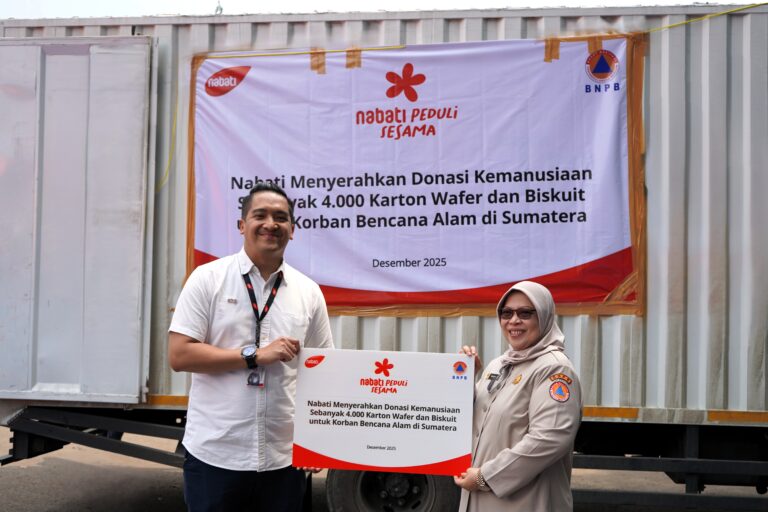 nabati
nabati PEDULI
SESAMA
BNPB
Nabati Menyerahkan Donasi Kemanusiaan
Sebanyak 4.000 Karton Wafer dan Biskuit
Korban Bencana Alam di Sumatera
Desember 2025
nabati
nabati PEDULI
SESAMA
BNPB
Nabati Menyerahkan Donasi Kemanusiaan
Sebanyak 4.000 Karton Wafer dan Biskuit
untuk Korban Bencana Alam di Sumatera
Desember 2025